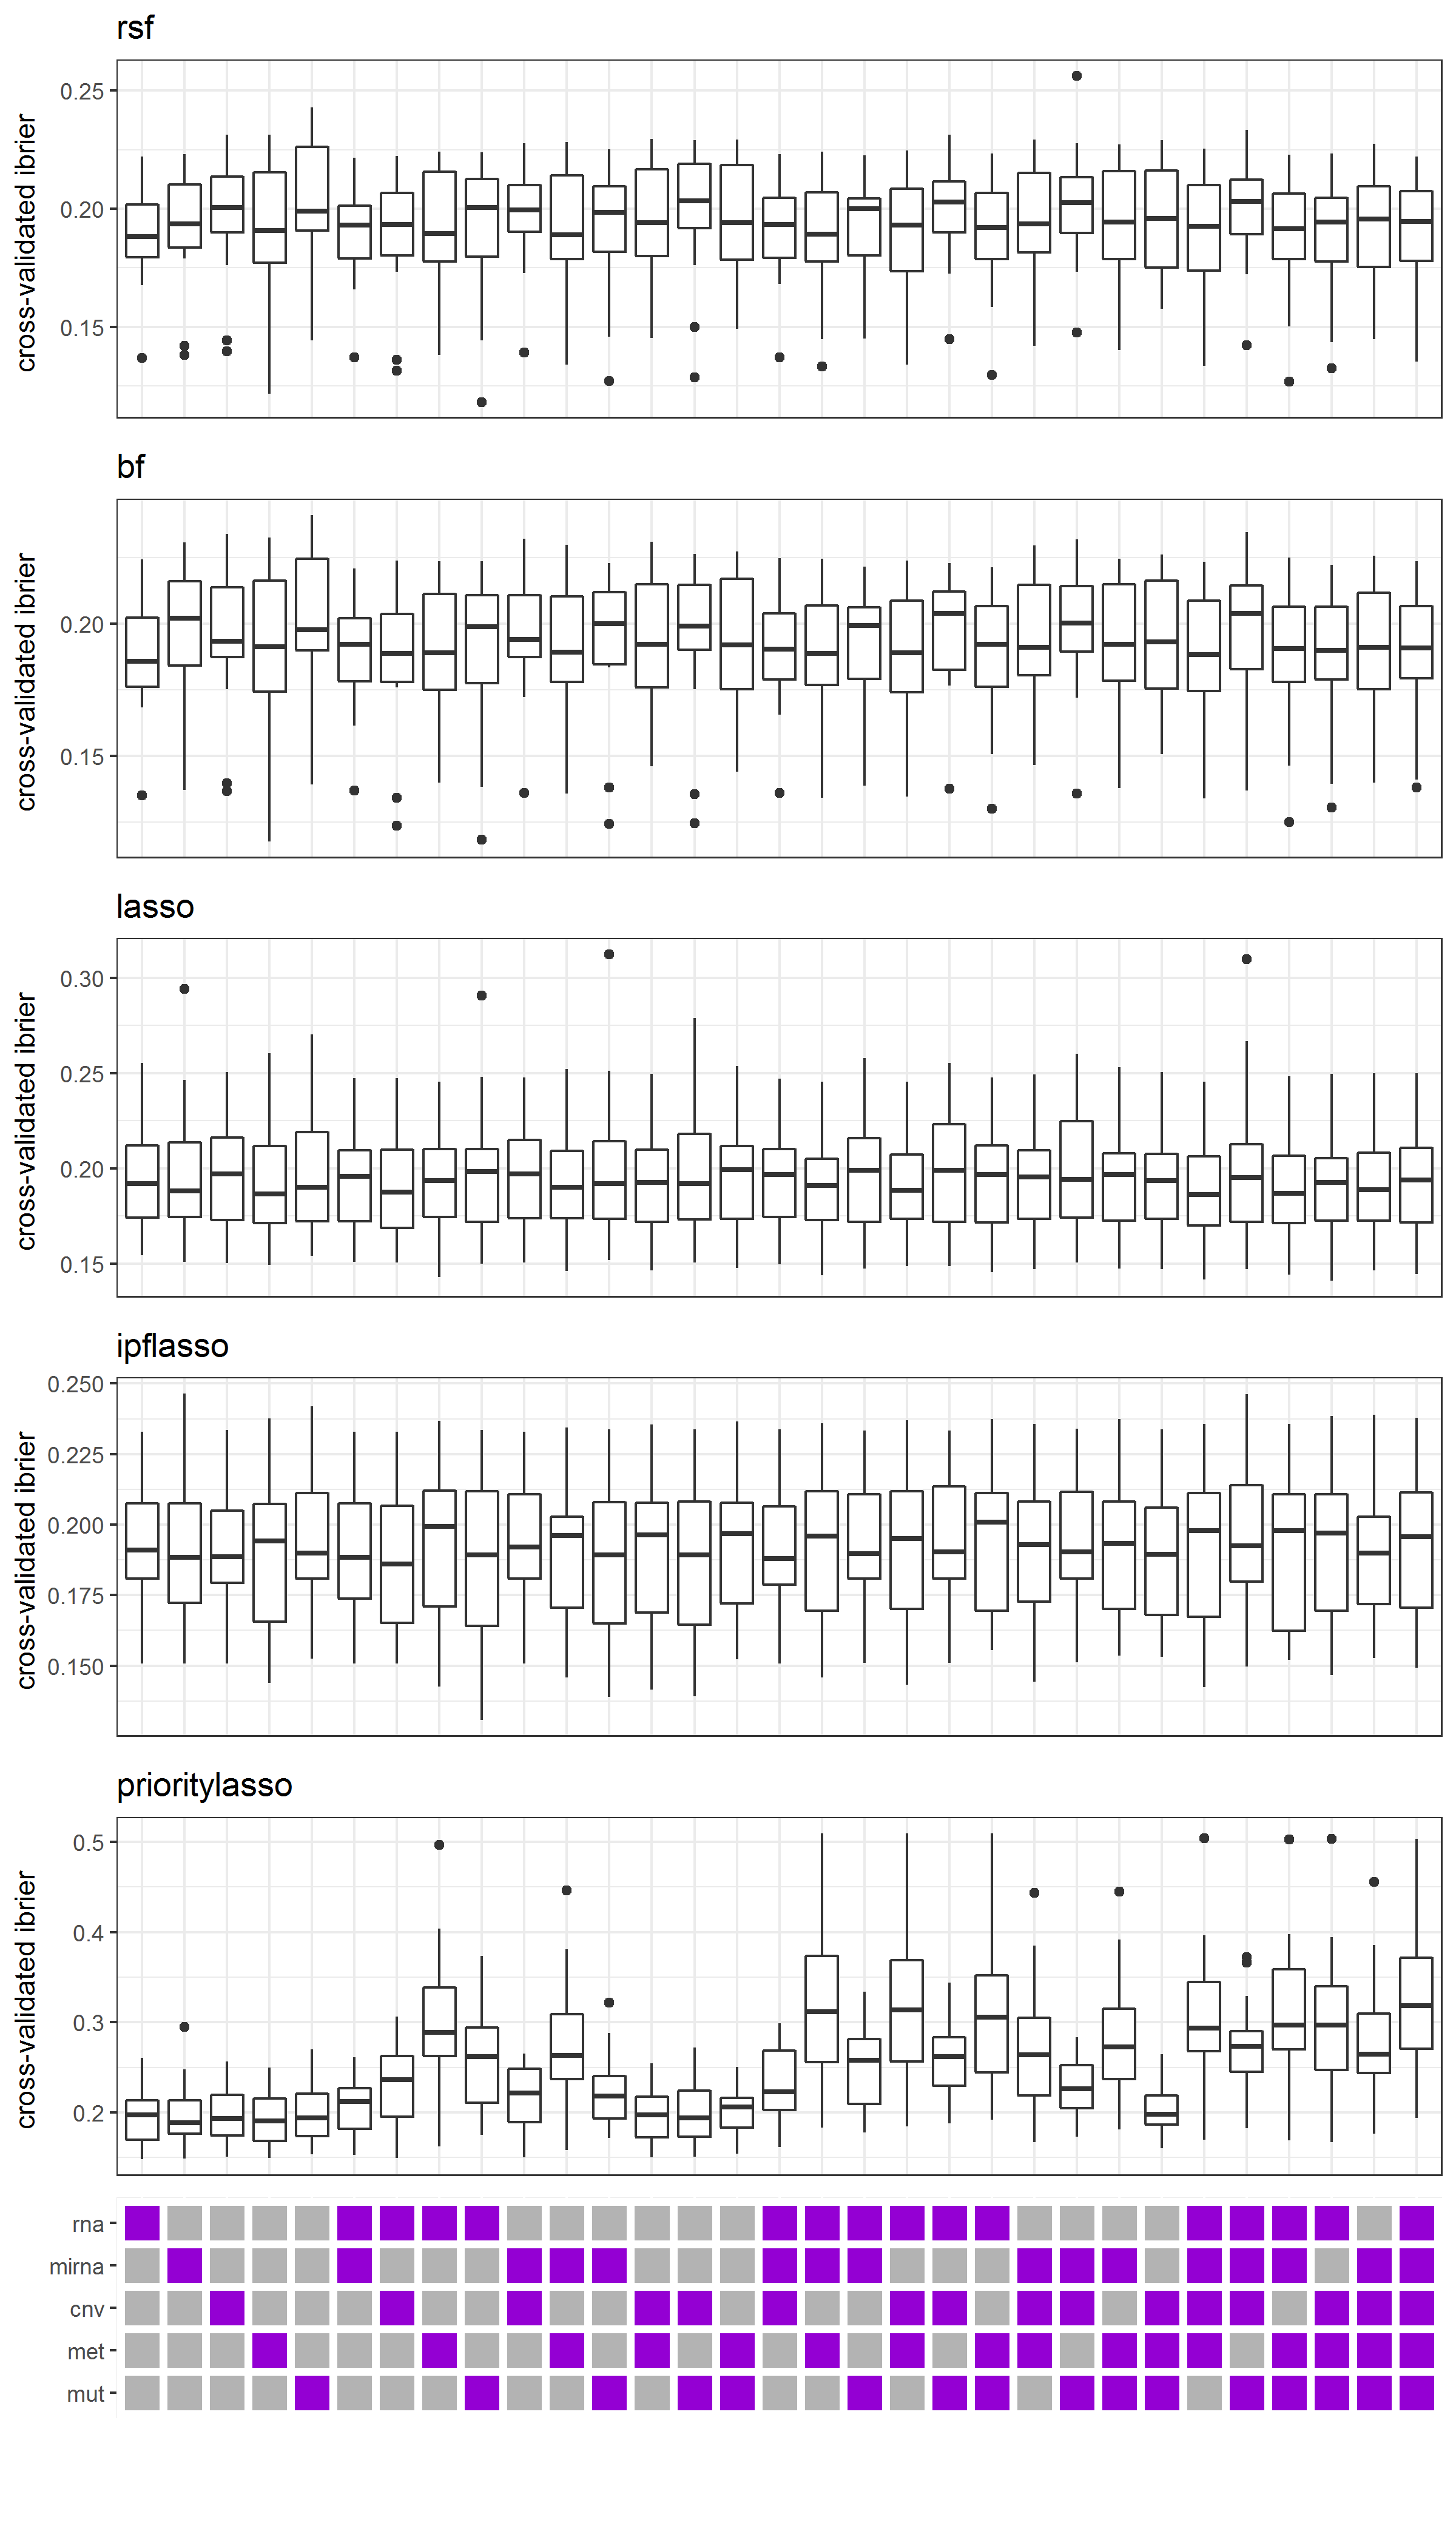 rsf
cross-validated ibrier
0.25
0.20
0.15
bf
cross-validated ibrier
0.20
0.15
lasso
cross-validated ibrier
0.30
0.25
0.20
0.15
ipflasso
cross-validated ibrier
0.250
0.225
0.200
0.175
0.150
prioritylasso
cross-validated ibrier
0.5
0.4
0.3
0.2
rna
mirna
cnv
met
mut